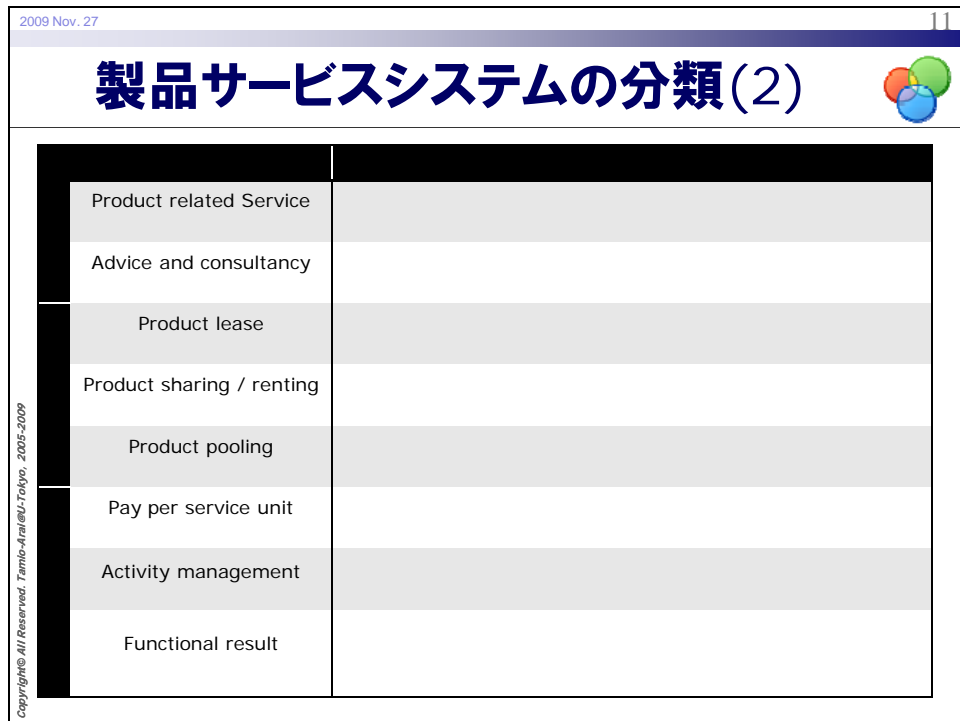 2009 Nov. 27
11
製品サービスシステムの分類(2)
Product related Service
Advice and consultancy
Product lease
Product sharing / renting
Product pooling
Pay per service unit
Activity management
Functional result
Copyright© All Reserved. Tamio-Arai@U-Tokyo, 2005-2009